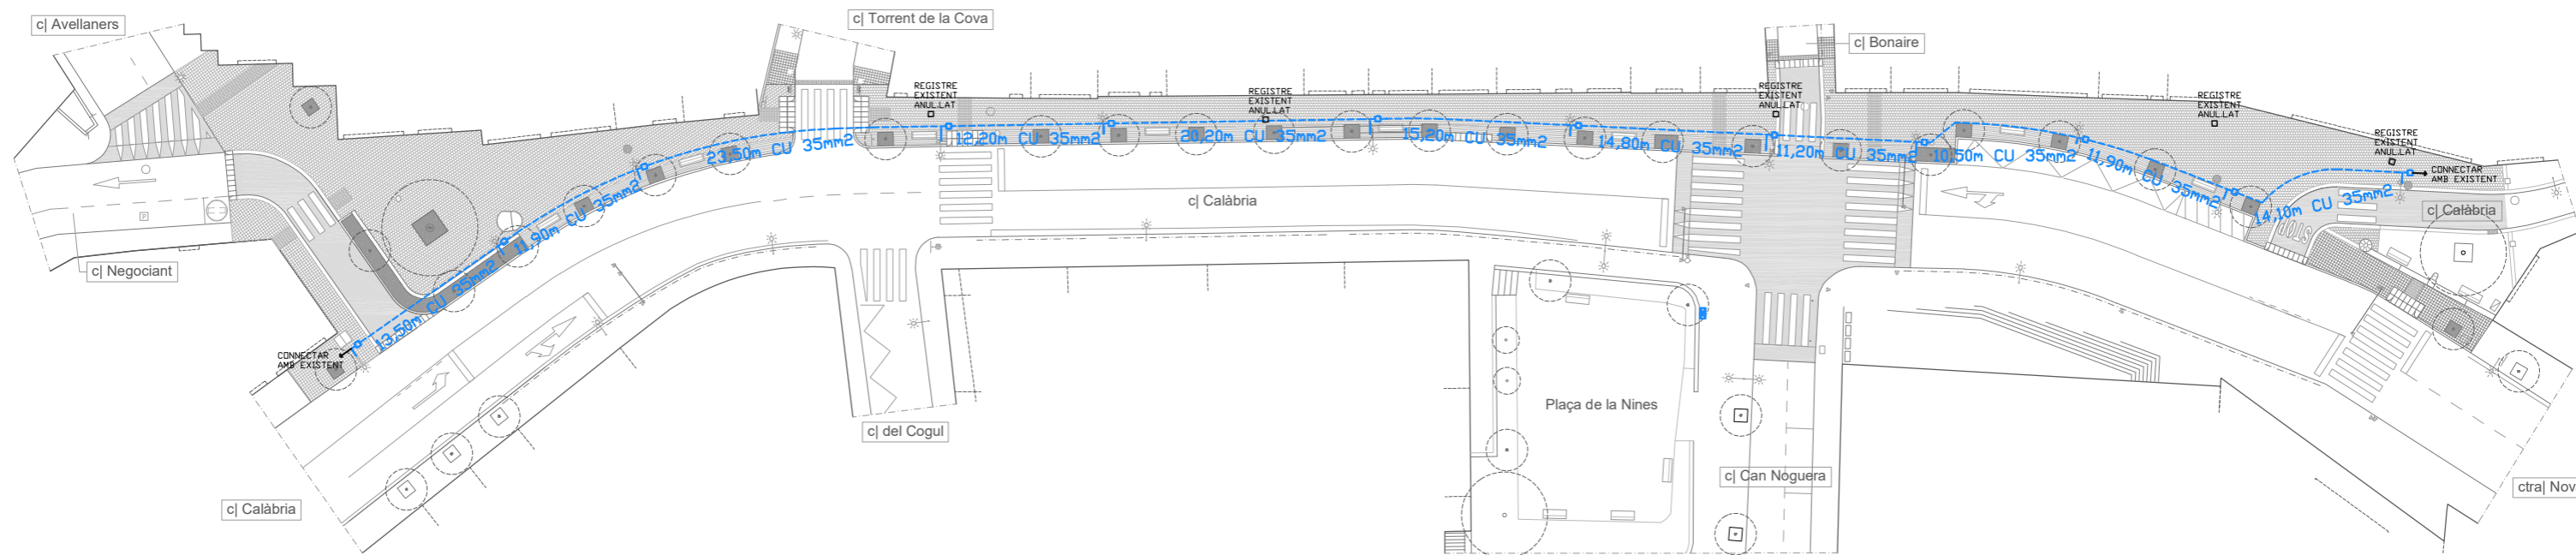 c| Avellaners
c| Torrent de la Cova
c| Bonaire
REGISTRE
EXISTENT
ANUL.LAT
REGISTRE
EXISTENT
ANUL.LAT
REGISTRE
EXISTENT
ANUL.LAT
REGISTRE
EXISTENT
ANUL.LAT
REGISTRE
EXISTENT
ANUL.LAT
13,50m CU 35mm2
11,90m CU 35mm2
23,50m CU 35mm2
12,20m CU 35mm2
20,20m CU 35mm2
15,20m CU 35mm2
14,80m CU 35mm2
11,20m CU 35mm2
10,50m CU 35mm2
11,90m CU 35mm2
14,10m CU 35mm2
CONNECTAR
AMB EXISTENT
c| Calàbria
c| Calàbria
STOP
P
c| Negociant
CONNECTAR
AMB EXISTENT
Plaça de la Nines
c| del Cogul
c| Can Noguera
ctra| Nov
c| Calàbria